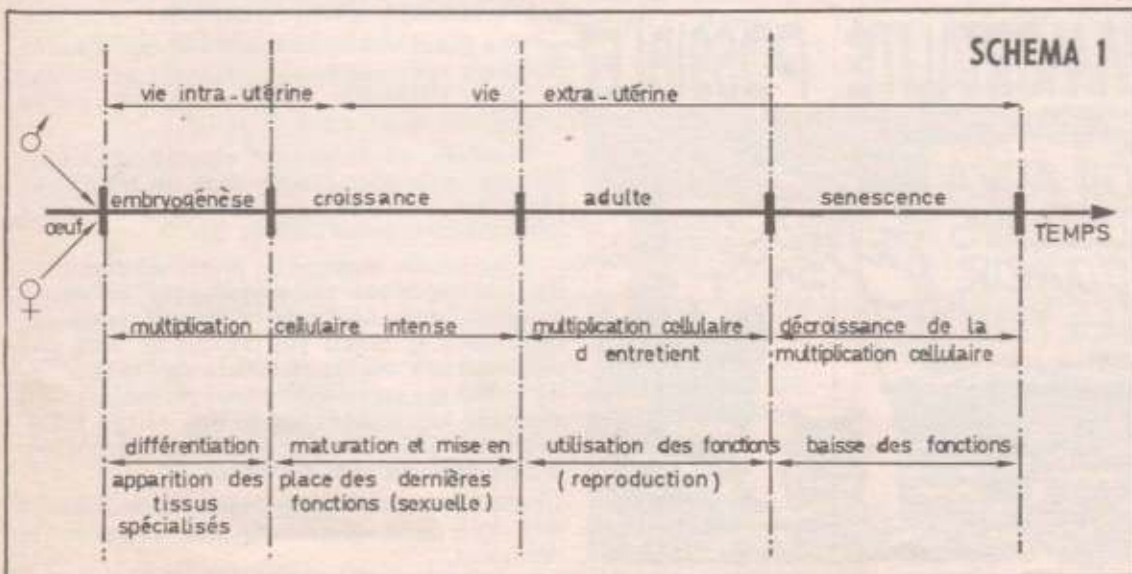 SCHEMA 1
vie intra-utérine vie extra-utérine
embryogénèse croissance adulte senescence
œuf TEMPS
multiplication cellulaire intense multiplication cellulaire décroissance de la
d entretient multiplication cellulaire
différentiation maturation et mise en utilisation des fonctions baisse des fonctions
apparition des place des dernières (reproduction)
tissus fonctions (sexuelle)
spécialisés